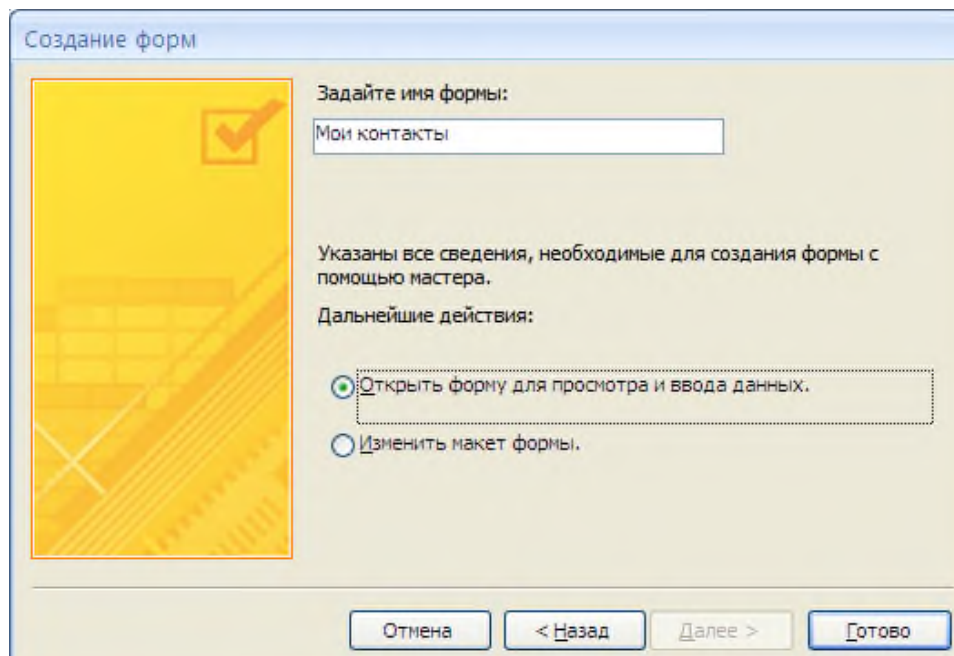 Создание форм
Задайте имя формы:
Мои контакты
Указаны все сведения, необходимые для создания формы с
помощью мастера.
Дальнейшие действия:
Открыть форму для просмотра и ввода данных.
Изменить макет формы.
Отмена
< Назад
Далее >
Готово